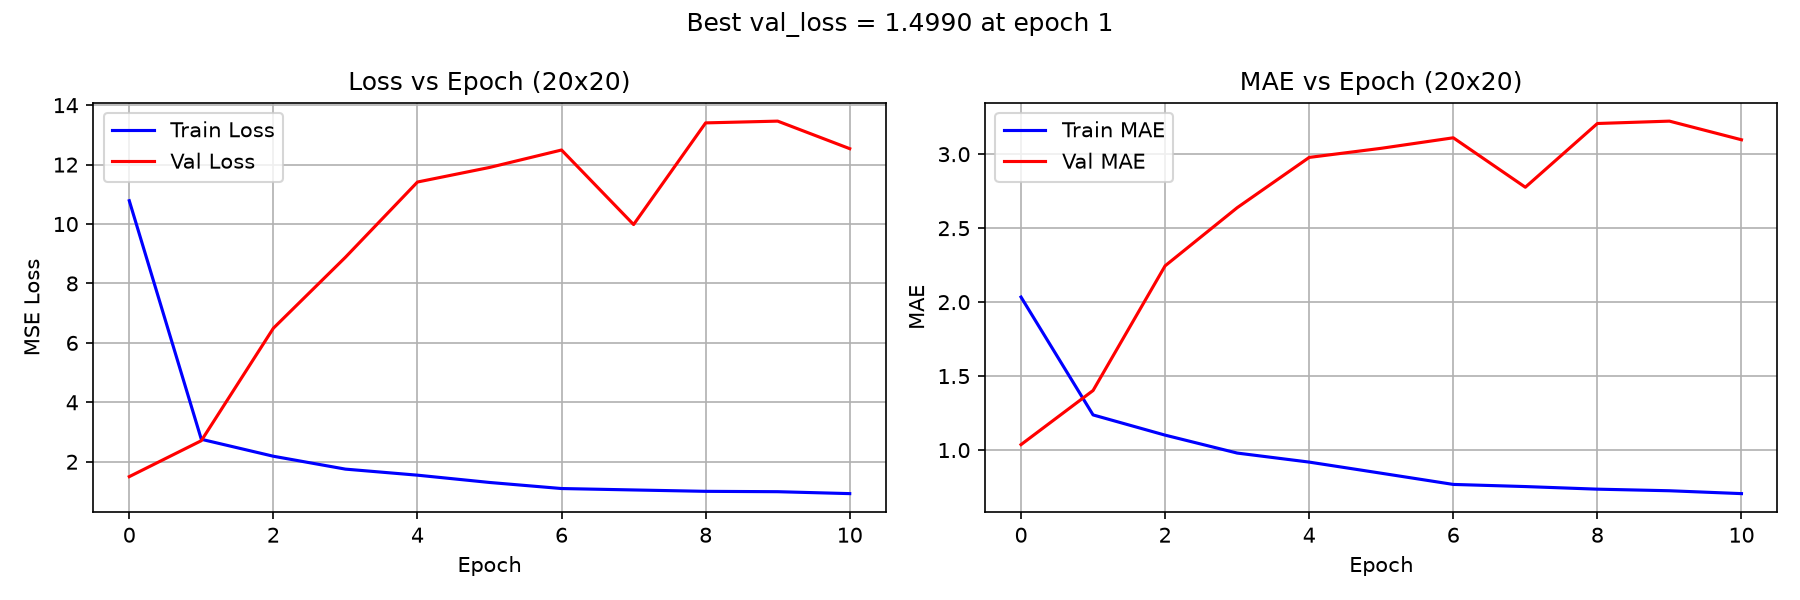 Best val_loss = 1.4990 at epoch 1
Loss vs Epoch (20x20)
Train Loss
Val Loss
MSE Loss
14
12
10
8
6
4
2
0 2 4 6 8 10
Epoch
MAE vs Epoch (20x20)
Train MAE
Val MAE
MAE
3.0
2.5
2.0
1.5
1.0
0 2 4 6 8 10
Epoch